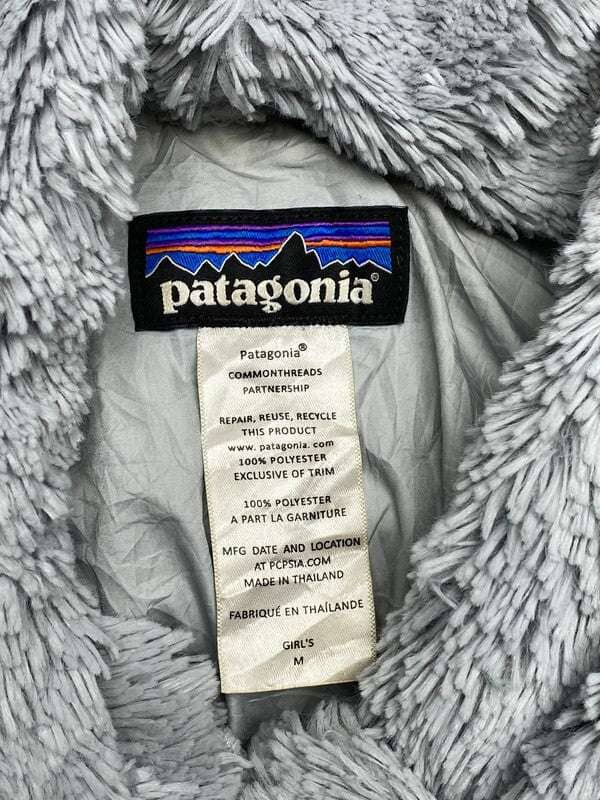 patagonia®
Patagonia®
COMMONTHREADS
PARTNERSHIP
REPAIR, REUSE, RECYCLE
THIS PRODUCT
www. patagonia. com
100% POLYESTER
EXCLUSIVE OF TRIM
100% POLYESTER
A PART LA GARNITURE
MFG DATE AND LOCATION
AT PCPSIA.COM
MADE IN THAILAND
FABRIQUÉ EN THAÏLANDE
GIRL'S
M